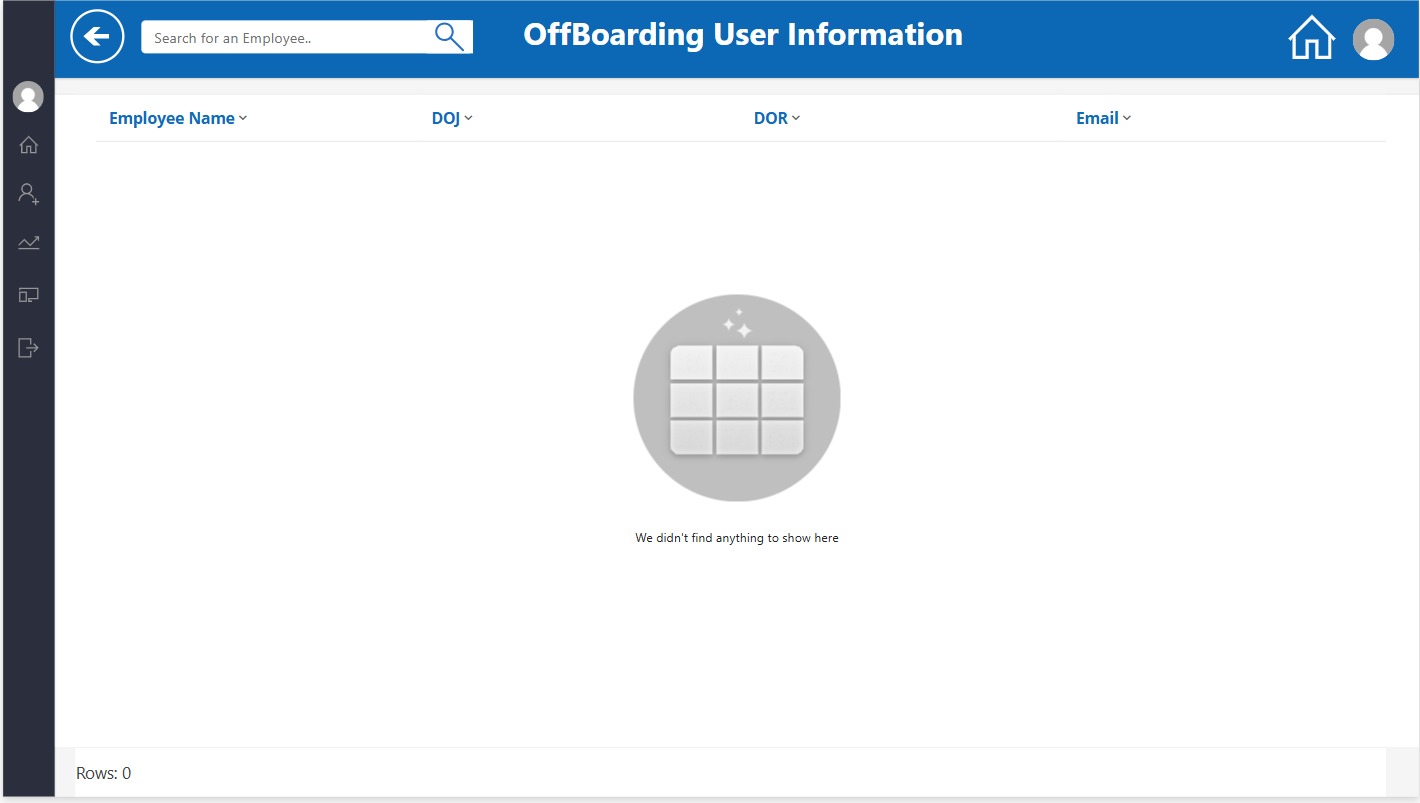 Search for an Employee..
OffBoarding User Information
Employee Name
DOJ
DOR
Email
We didn't find anything to show here
Rows: 0